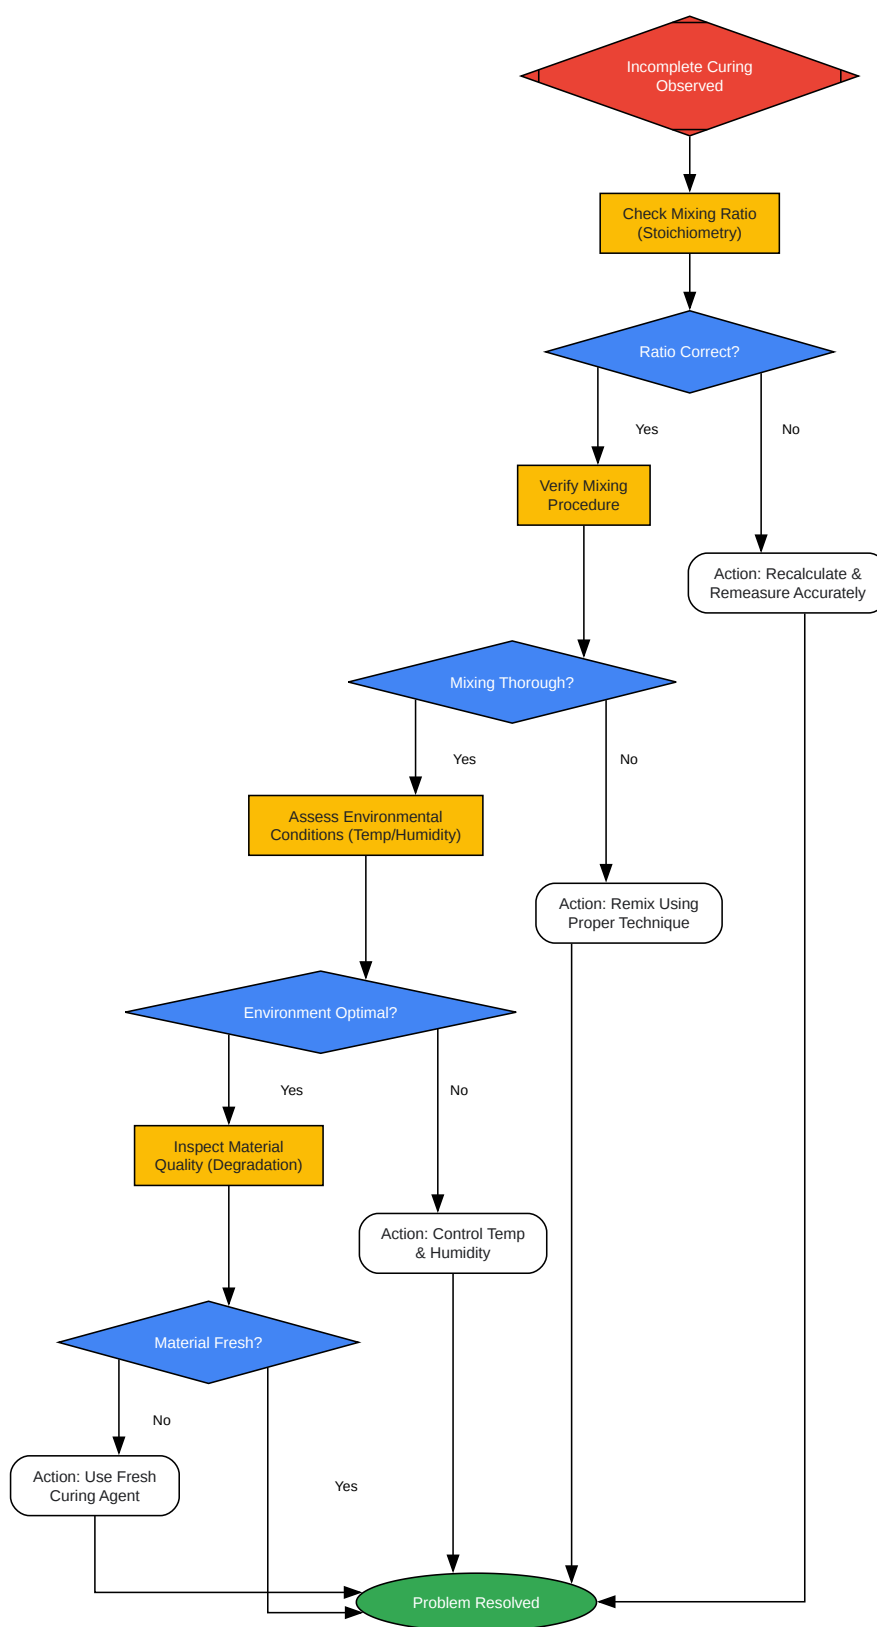 Incomplete Curing
Observed
Check Mixing Ratio
(Stoichiometry)
Ratio Correct?
Yes
No
Verify Mixing
Procedure
Action: Recalculate &
Remeasure Accurately
Mixing Thorough?
Yes
No
Assess Environmental
Conditions (Temp/Humidity)
Action: Remix Using
Proper Technique
Environment Optimal?
Yes
No
Inspect Material
Quality (Degradation)
Action: Control Temp
& Humidity
Material Fresh?
No
Action: Use Fresh
Curing Agent
Yes
Problem Resolved